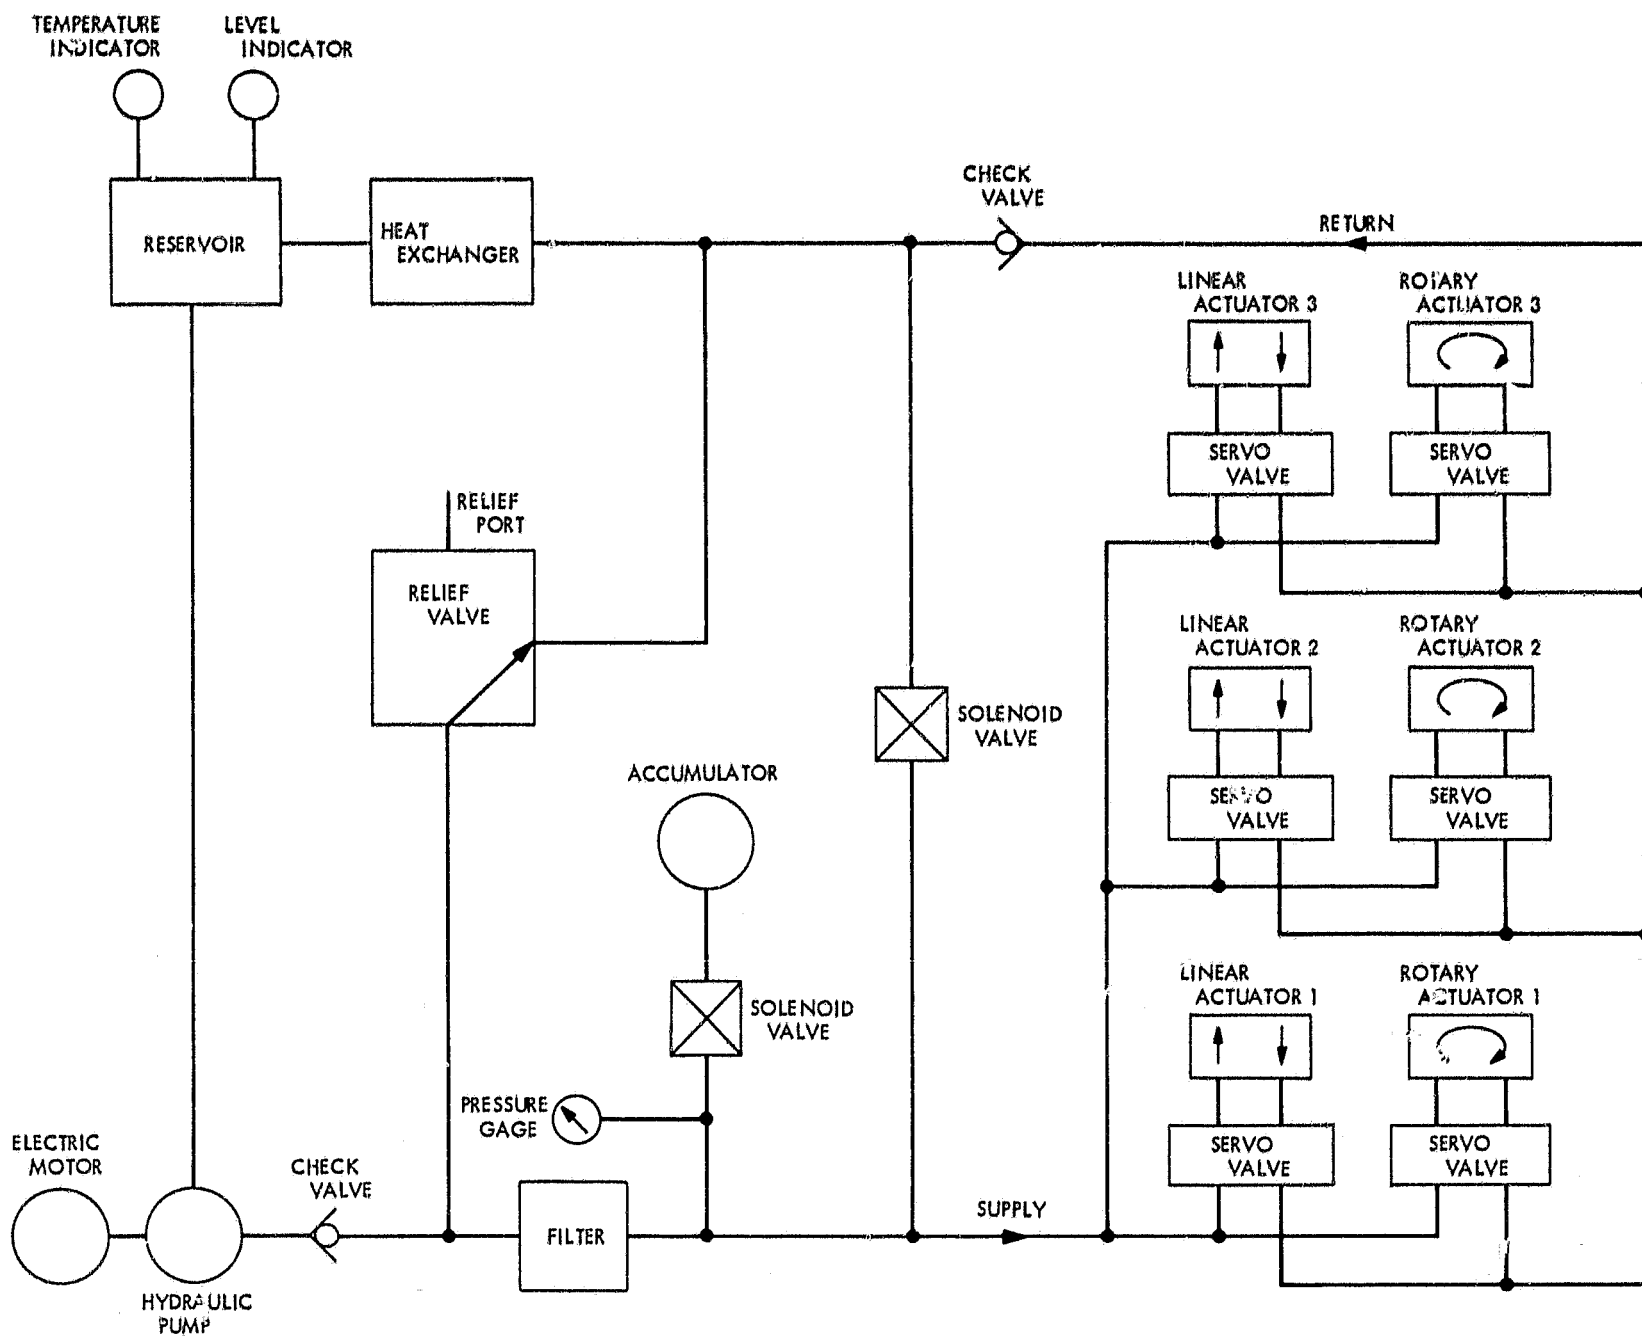 TEMPERATURE
INDICATOR
LEVEL
INDICATOR
CHECK
VALVE
RETURN
RESERVOIR
HEAT
EXCHANGER
LINEAR
ACTUATOR 3
ROTARY
ACTUATOR 3
SERVO
VALVE
SERVO
VALVE
RELIEF
PORT
RELIEF
VALVE
LINEAR
ACTUATOR 2
ROTARY
ACTUATOR 2
SOLENOID
VALVE
ACCUMULATOR
SERVO
VALVE
SERVO
VALVE
LINEAR
ACTUATOR 1
ROTARY
ACTUATOR 1
SOLENOID
VALVE
PRESSURE
GAGE
ELECTRIC
MOTOR
CHECK
VALVE
SERVO
VALVE
SERVO
VALVE
SUPPLY
FILTER
HYDRAULIC
PUMP